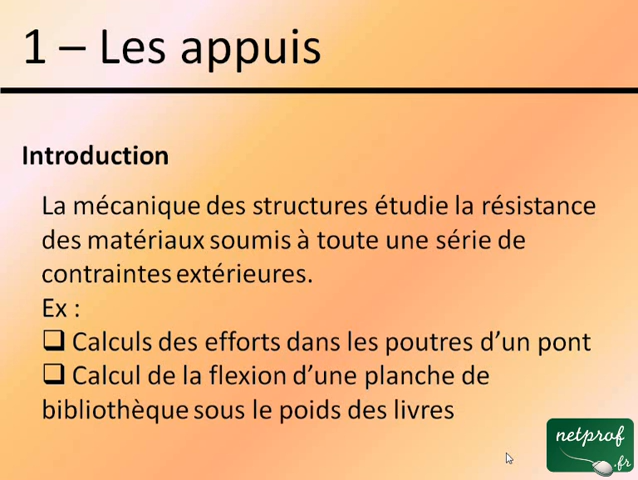 1 – Les appuis
Introduction
La mécanique des structures étudie la résistance
des matériaux soumis à toute une série de
contraintes extérieures.
Ex :
❑ Calculs des efforts dans les poutres d’un pont
❑ Calcul de la flexion d’une planche de
bibliothèque sous le poids des livres
netprof
.fr